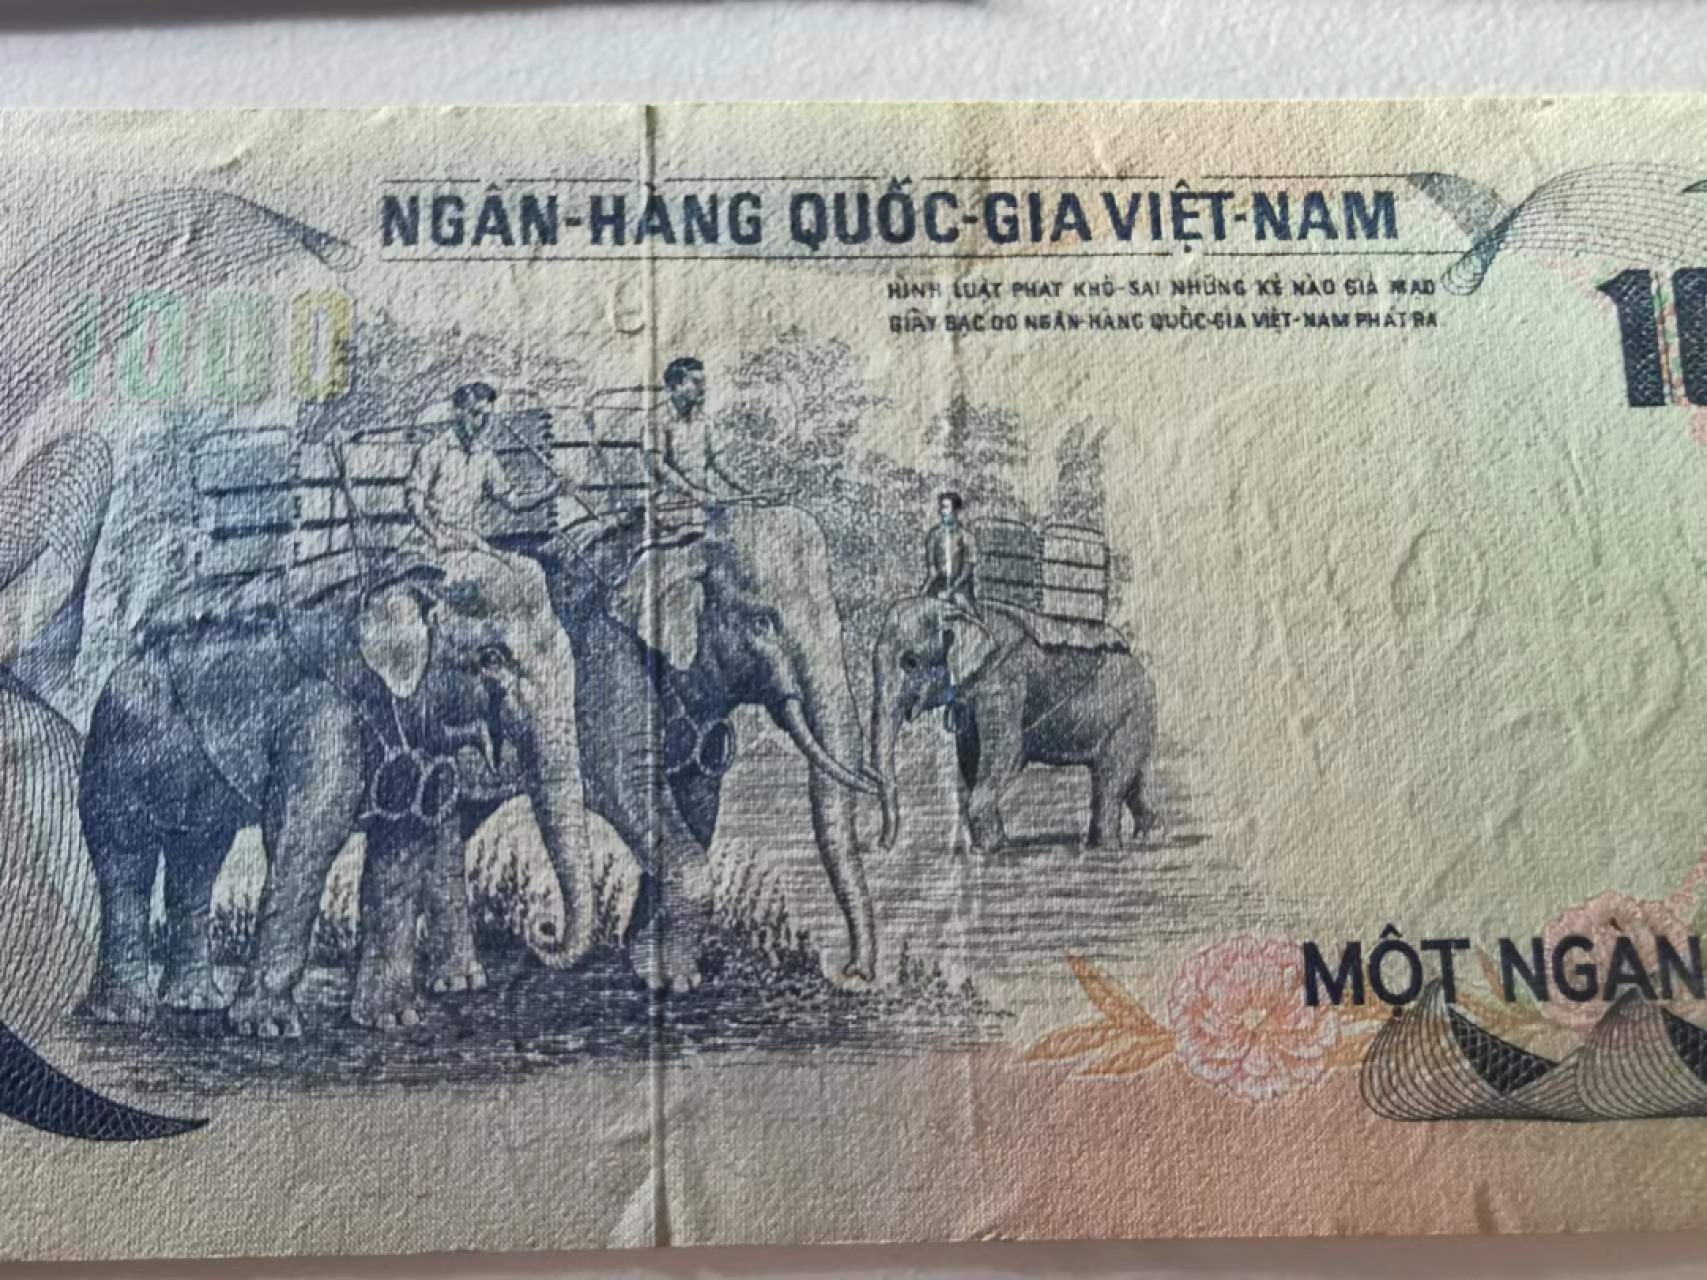 NGÂN-HÀNG QUỐC-GIA VIỆT-NAM
HÌNH LUẬT PHẠT KHỔ-SAI NHỮNG KẺ NÀO GIẢ MẠO
GIẤY BẠC DO NGÂN-HÀNG QUỐC-GIA VIỆT-NAM PHÁT RA
1000
MỘT NGÀN